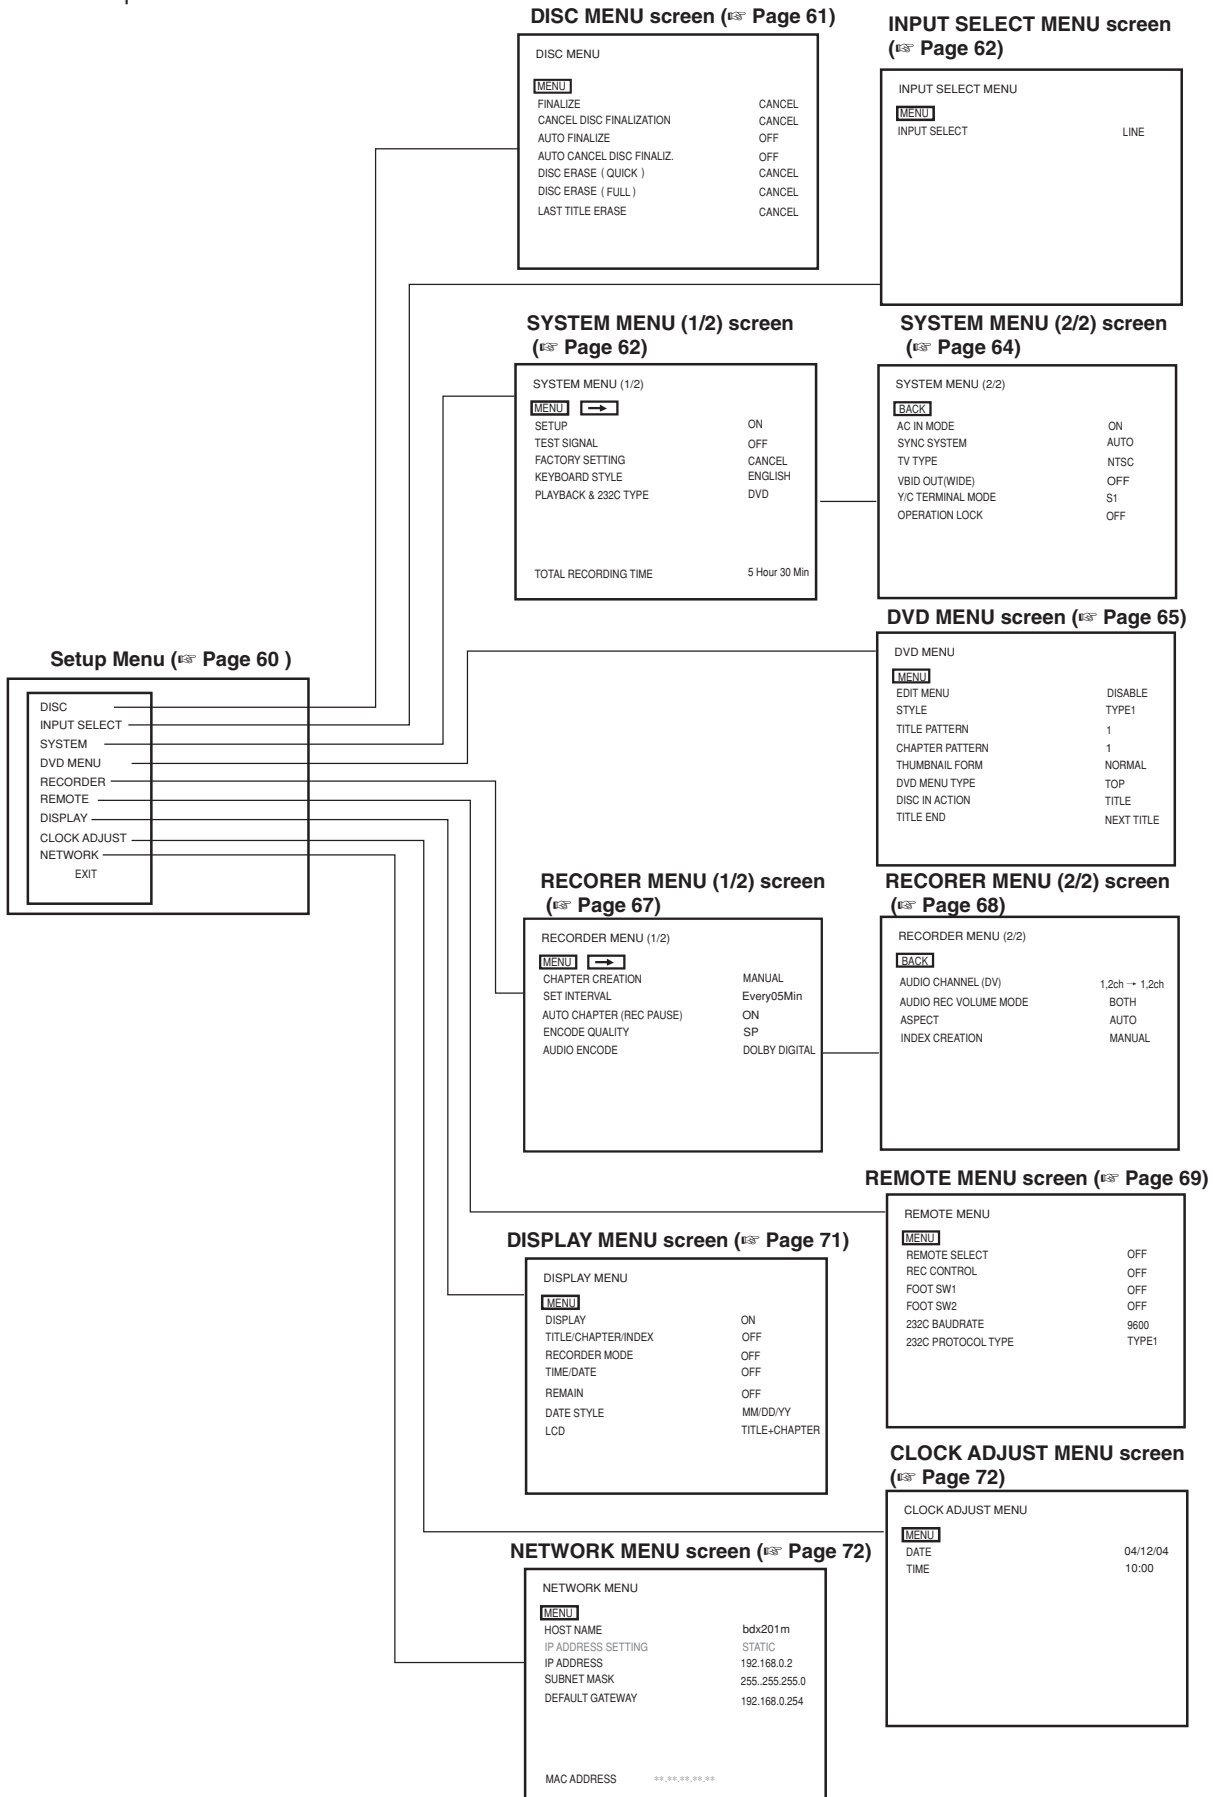 DISC MENU screen (☞ Page 61)
DISC MENU
MENU
FINALIZE CANCEL
CANCEL DISC FINALIZATION CANCEL
AUTO FINALIZE OFF
AUTO CANCEL DISC FINALIZ. OFF
DISC ERASE ( QUICK ) CANCEL
DISC ERASE ( FULL ) CANCEL
LAST TITLE ERASE CANCEL
INPUT SELECT MENU screen
(☞ Page 62)
INPUT SELECT MENU
MENU
INPUT SELECT LINE
SYSTEM MENU (1/2) screen
(☞ Page 62)
SYSTEM MENU (1/2)
MENU →
SETUP ON
TEST SIGNAL OFF
FACTORY SETTING CANCEL
KEYBOARD STYLE ENGLISH
PLAYBACK & 232C TYPE DVD
TOTAL RECORDING TIME 5 Hour 30 Min
SYSTEM MENU (2/2) screen
(☞ Page 64)
SYSTEM MENU (2/2)
BACK
AC IN MODE ON
SYNC SYSTEM AUTO
TV TYPE NTSC
VBID OUT(WIDE) OFF
Y/C TERMINAL MODE S1
OPERATION LOCK OFF
Setup Menu (☞ Page 60 )
DISC
INPUT SELECT
SYSTEM
DVD MENU
RECORDER
REMOTE
DISPLAY
CLOCK ADJUST
NETWORK
EXIT
DVD MENU screen (☞ Page 65)
DVD MENU
MENU
EDIT MENU DISABLE
STYLE TYPE1
TITLE PATTERN 1
CHAPTER PATTERN 1
THUMBNAIL FORM NORMAL
DVD MENU TYPE TOP
DISC IN ACTION TITLE
TITLE END NEXT TITLE
RECORER MENU (1/2) screen
(☞ Page 67)
RECORDER MENU (1/2)
MENU →
CHAPTER CREATION MANUAL
SET INTERVAL Every05Min
AUTO CHAPTER (REC PAUSE) ON
ENCODE QUALITY SP
AUDIO ENCODE DOLBY DIGITAL
RECORER MENU (2/2) screen
(☞ Page 68)
RECORDER MENU (2/2)
BACK
AUDIO CHANNEL (DV) 1,2ch → 1,2ch
AUDIO REC VOLUME MODE BOTH
ASPECT AUTO
INDEX CREATION MANUAL
REMOTE MENU screen (☞ Page 69)
REMOTE MENU
MENU
REMOTE SELECT OFF
REC CONTROL OFF
FOOT SW1 OFF
FOOT SW2 OFF
232C BAUDRATE 9600
232C PROTOCOL TYPE TYPE1
DISPLAY MENU screen (☞ Page 71)
DISPLAY MENU
MENU
DISPLAY ON
TITLE/CHAPTER/INDEX OFF
RECORDER MODE OFF
TIME/DATE OFF
REMAIN OFF
DATE STYLE MM/DD/YY
LCD TITLE+CHAPTER
CLOCK ADJUST MENU screen
(☞ Page 72)
CLOCK ADJUST MENU
MENU
DATE 04/12/04
TIME 10:00
NETWORK MENU screen (☞ Page 72)
NETWORK MENU
MENU
HOST NAME bdx201m
IP ADDRESS SETTING STATIC
IP ADDRESS 192.168.0.2
SUBNET MASK 255..255.255.0
DEFAULT GATEWAY 192.168.0.254
MAC ADDRESS **.**.**.**.**